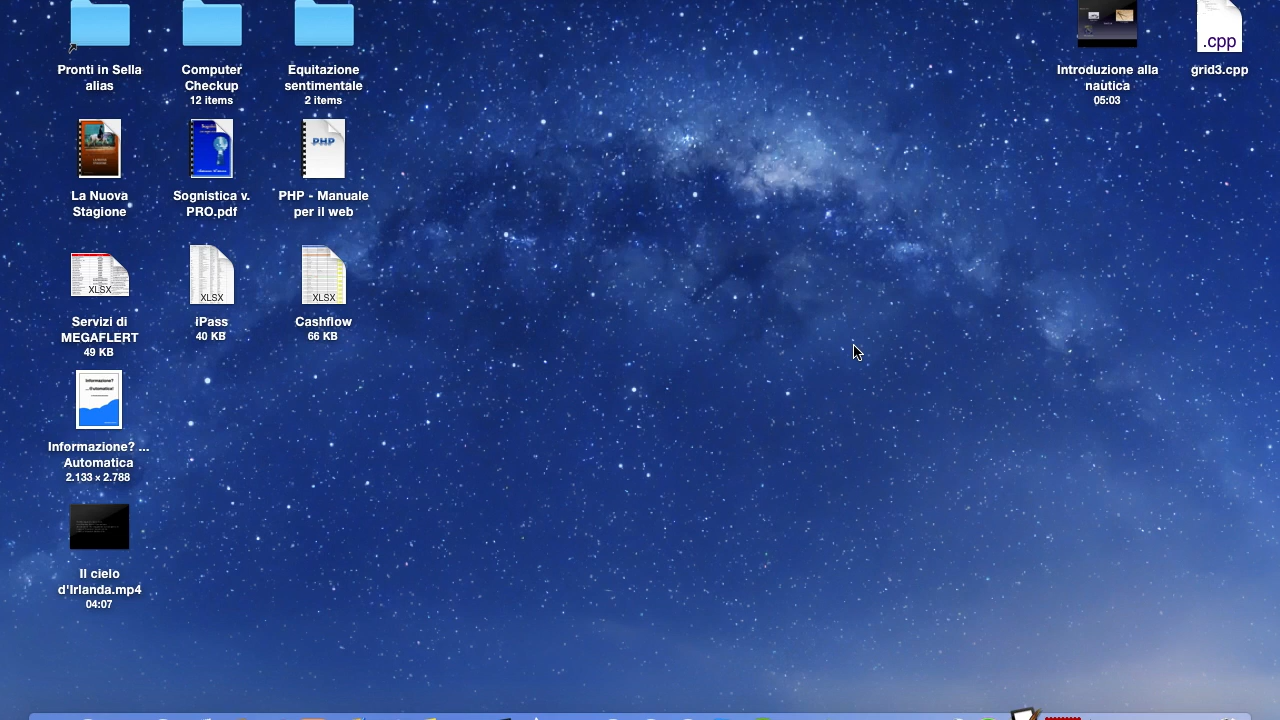 Pronti in Sella
alias
Computer
Checkup
12 items
Equitazione
sentimentale
2 items
Introduzione alla
nautica
05:03
.cpp
grid3.cpp
La Nuova
Stagione
Sognistica v.
PRO.pdf
PHP
PHP - Manuale
per il web
XLSX
Servizi di
MEGAFLERT
49 KB
XLSX
iPass
40 KB
XLSX
Cashflow
66 KB
Informazione?
...Automatica!
Informazione? ...
Automatica
2.133 × 2.788
Il cielo
d'Irlanda.mp4
04:07